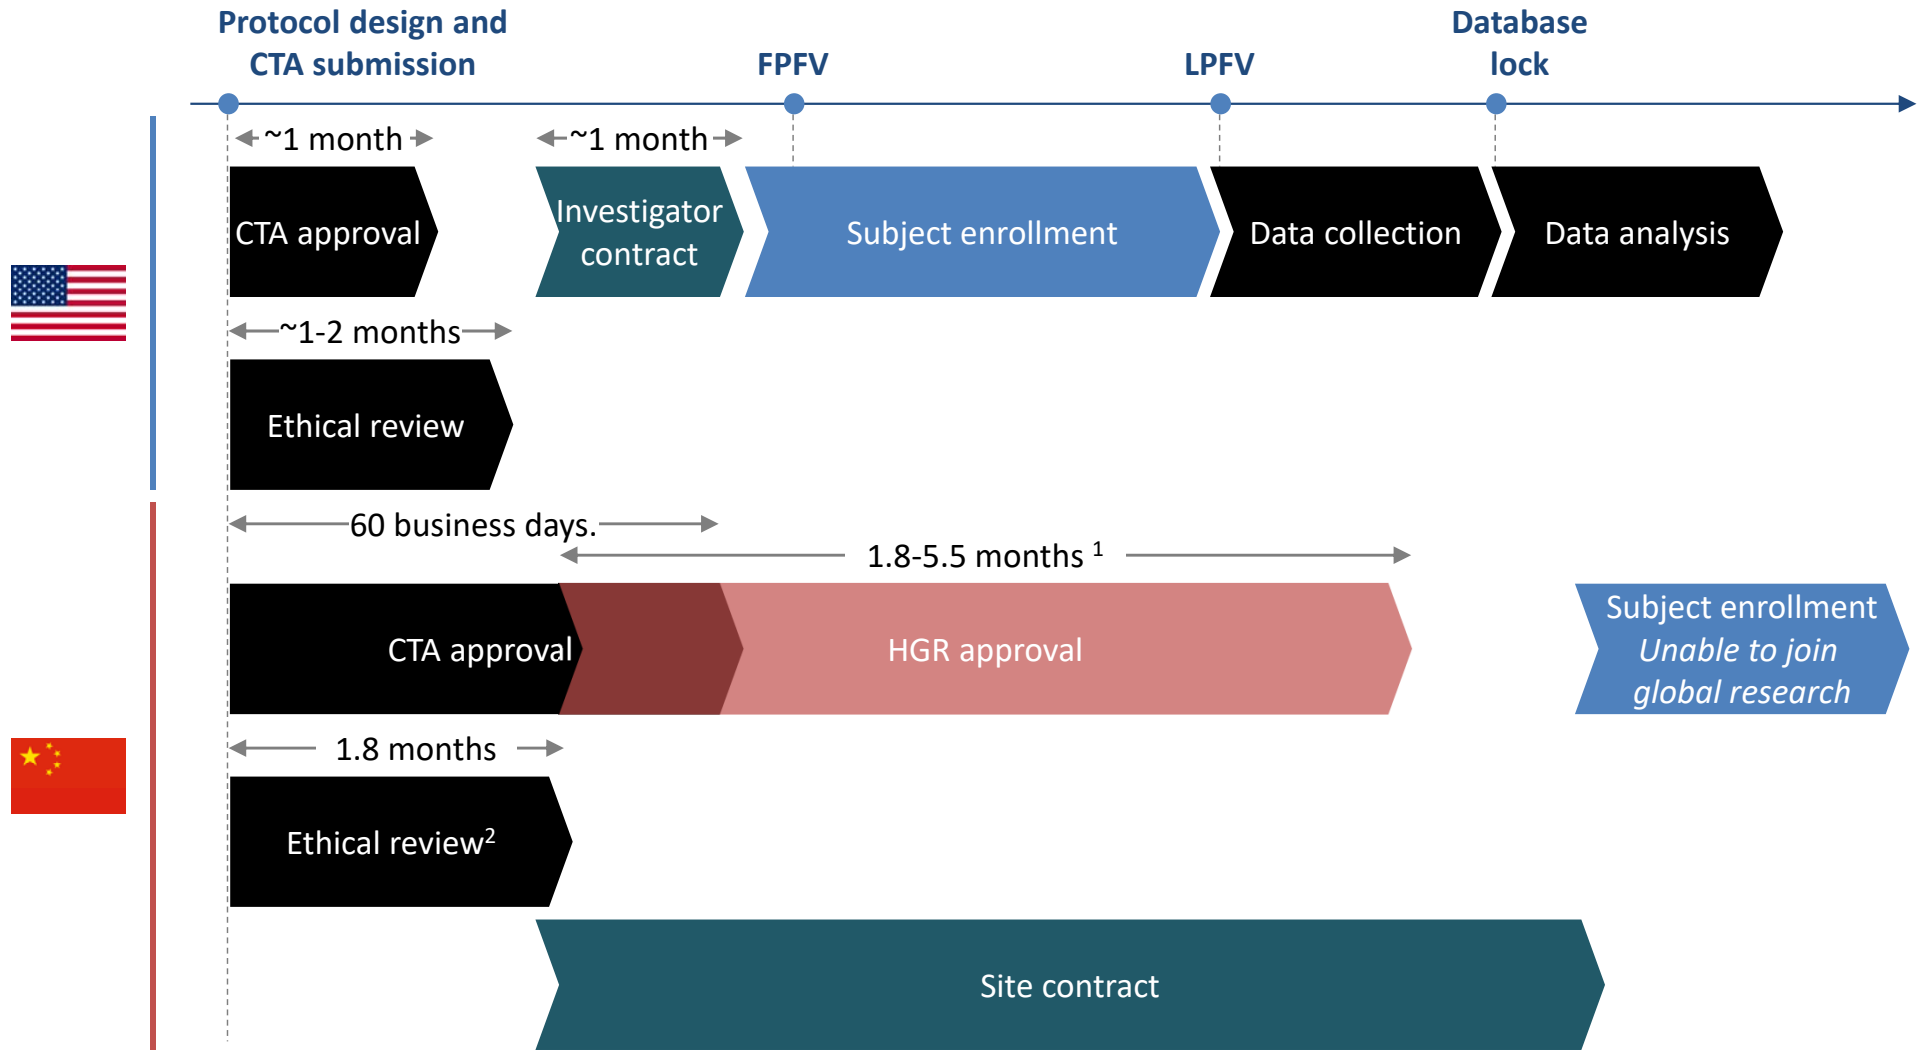 Protocol design and
CTA submission
FPFV
LPFV
Database
lock
~1 month
~1 month
CTA approval
Investigator
contract
Subject enrollment
Data collection
Data analysis
~1-2 months
Ethical review
60 business days.
1.8-5.5 months 1
CTA approval
HGR approval
Subject enrollment
Unable to join
global research
1.8 months
Ethical review2
Site contract